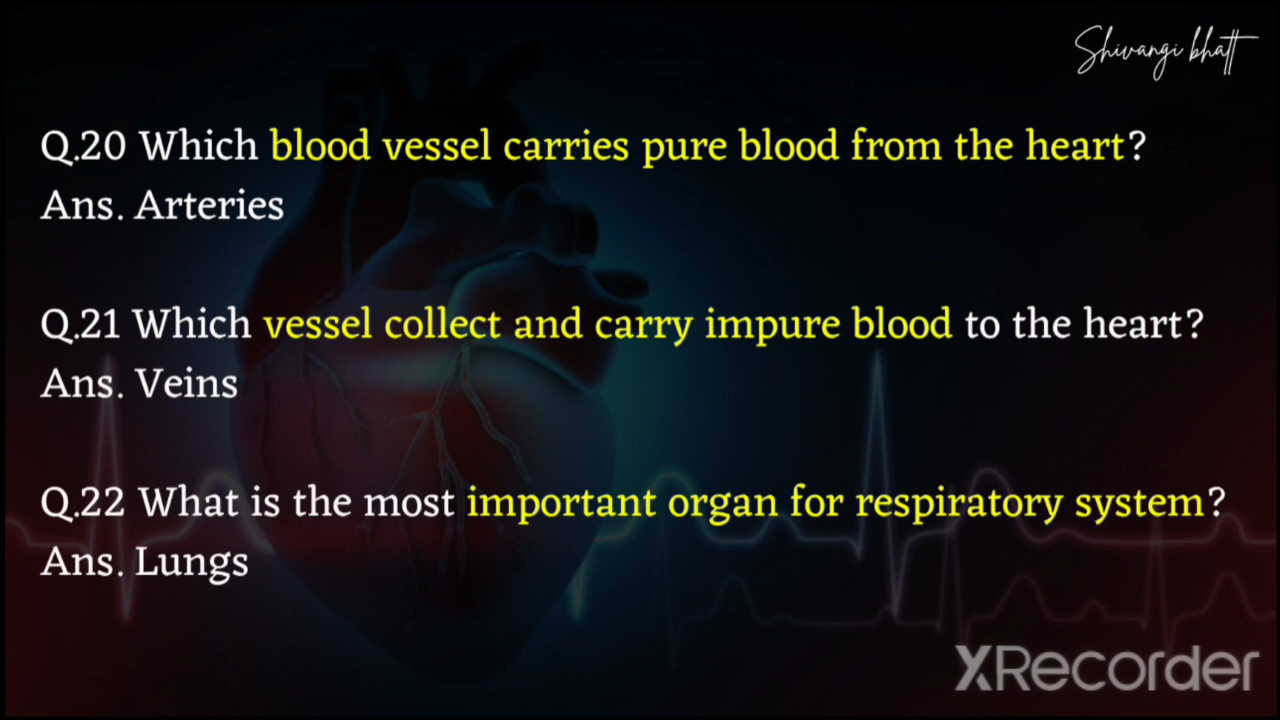 Shivangi bhatt
Q.20 Which blood vessel carries pure blood from the heart?
Ans. Arteries
Q.21 Which vessel collect and carry impure blood to the heart?
Ans. Veins
Q.22 What is the most important organ for respiratory system?
Ans. Lungs
XRecorder